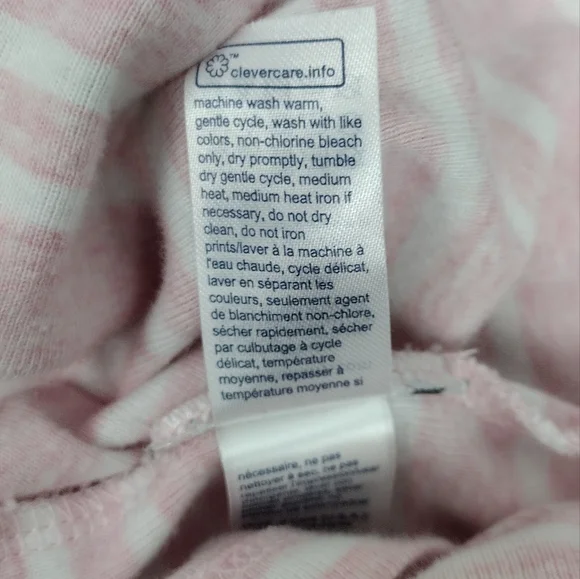 ™
clevercare.info
machine wash warm,
gentle cycle, wash with like
colors, non-chlorine bleach
only, dry promptly, tumble
dry gentle cycle, medium
heat, medium heat iron if
necessary, do not dry
clean, do not iron
prints/laver à la machine à
l'eau chaude, cycle délicat,
laver en séparant les
couleurs, seulement agent
de blanchiment non-chlore,
sécher rapidement, sécher
par culbutage à cycle
délicat, température
moyenne, repasser à
température moyenne si
nécessaire, ne pas
nettoyer à sec, ne pas